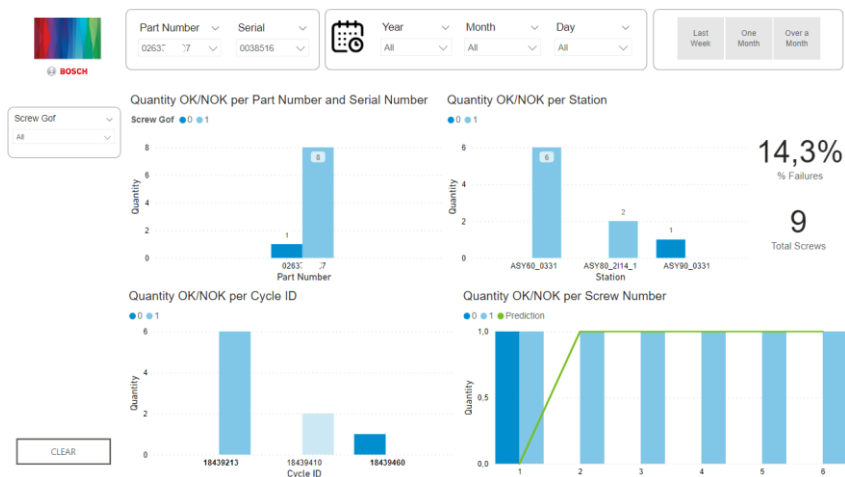 BOSCH
Part Number
Serial
0263
7
0038516
Year
Month
Day
All
All
All
Last Week
One Month
Over a Month
Screw Gof
All
Quantity OK/NOK per Part Number and Serial Number
Screw Gof 0 1
8
6
4
2
0
Quantity
1
8
0263
7
Part Number
Quantity OK/NOK per Station
0 1
6
4
2
0
Quantity
6
2
1
ASY60_0331
ASY80_2I14_1
ASY90_0331
Station
14,3%
% Failures
9
Total Screws
Quantity OK/NOK per Cycle ID
0 1
6
4
2
0
Quantity
18439213
18439410
18439460
Cycle ID
Quantity OK/NOK per Screw Number
0 1 Prediction
1,0
0,5
0,0
Quantity
1
2
3
4
5
6
CLEAR